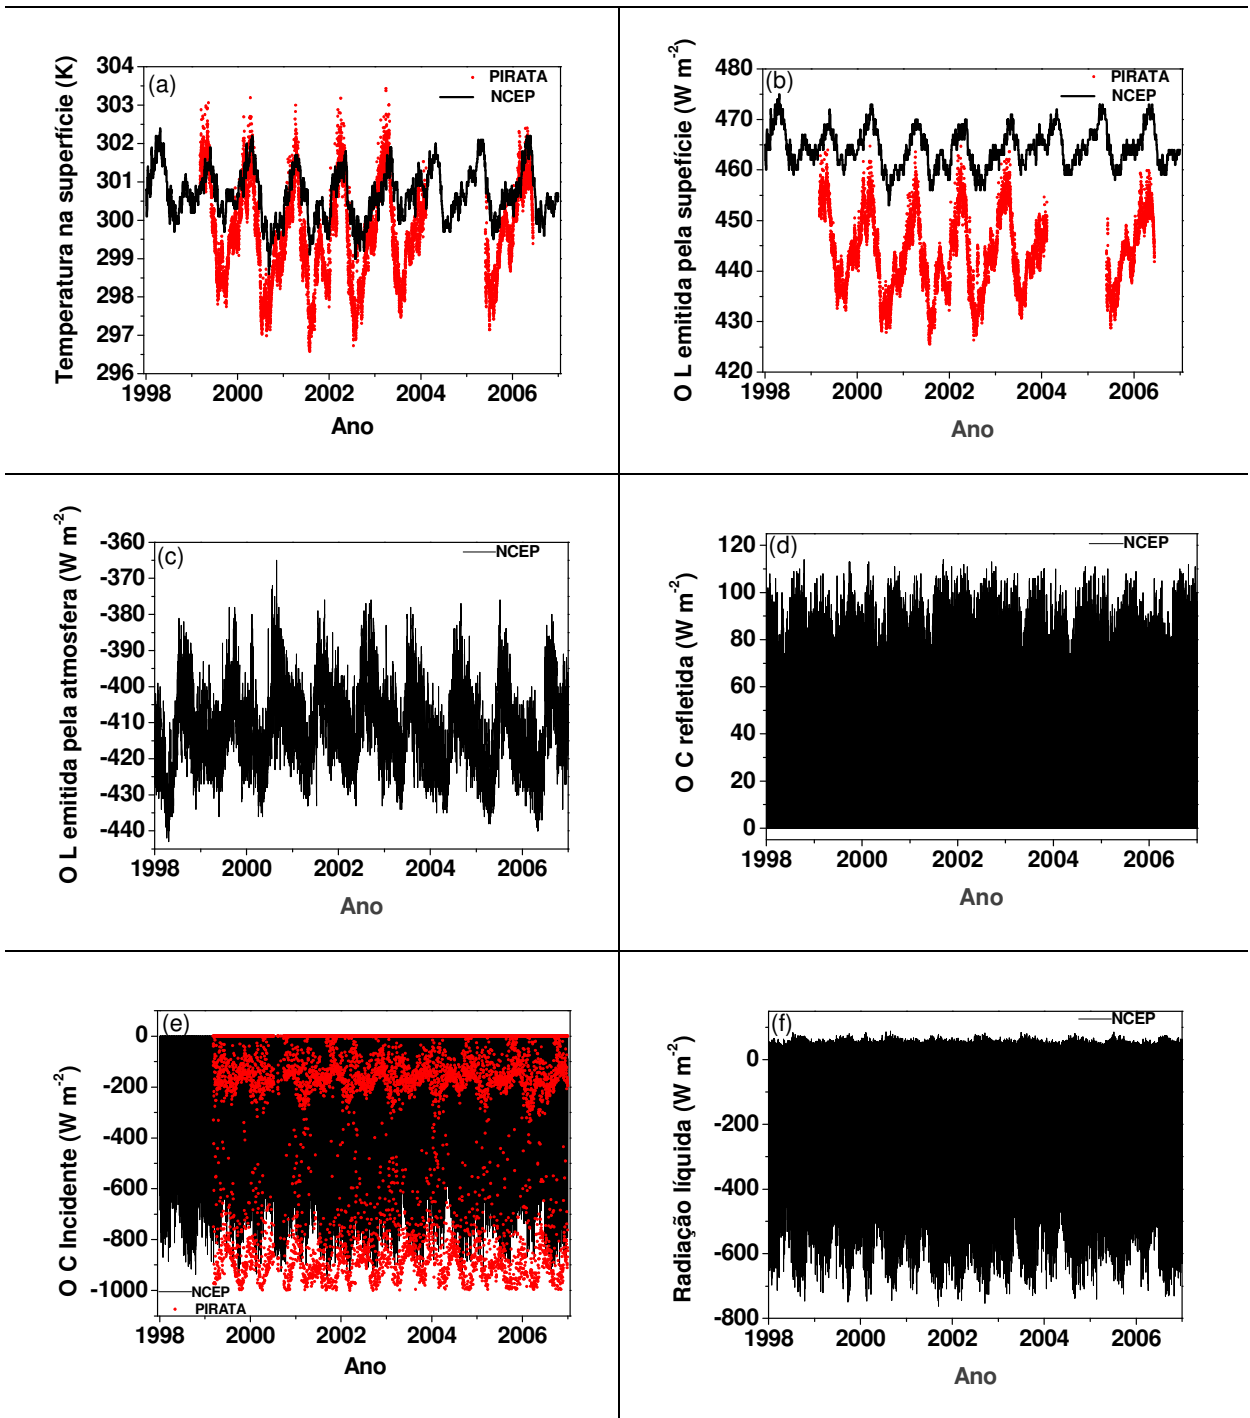 Temperatura na supefície (K)
304
303
302
301
300
299
298
297
296
(a)
PIRATA
NCEP
1998 2000 2002 2004 2006
Ano
O L emitida pela supefície (W m-2)
480
470
460
450
440
430
420
(b)
PIRATA
NCEP
1998 2000 2002 2004 2006
Ano
O L emitida pela atmosfera (W m-2)
-360
-370
-380
-390
-400
-410
-420
-430
-440
(c)
NCEP
1998 2000 2002 2004 2006
Ano
O C refletida (W m-2)
120
100
80
60
40
20
0
(d)
NCEP
1998 2000 2002 2004 2006
Ano
O C Incidente (W m-2)
0
-200
-400
-600
-800
-1000
(e)
NCEP
PIRATA
1998 2000 2002 2004 2006
Ano
Radiação líquida (W m-2)
0
-200
-400
-600
-800
(f)
NCEP
1998 2000 2002 2004 2006
Ano